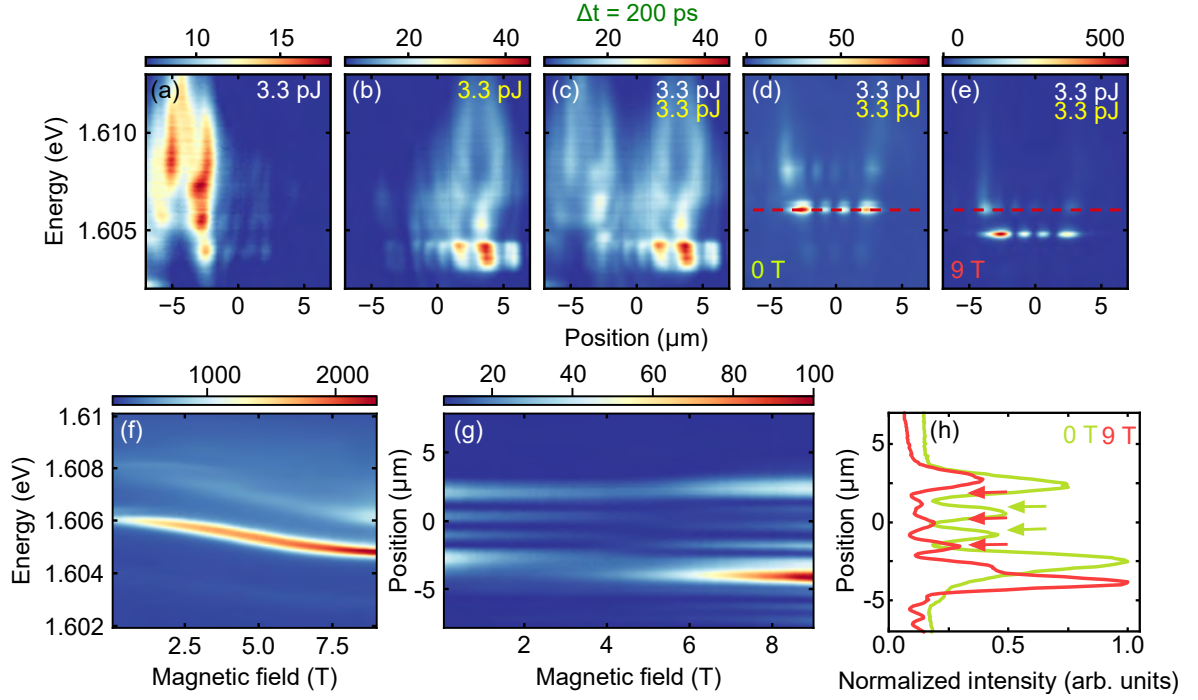 Δt = 200 ps
10 15
20 40
20 40
0 50
0 500
(a) 3.3 pJ
(b) 3.3 pJ
(c) 3.3 pJ
3.3 pJ
(d) 3.3 pJ
3.3 pJ
(e) 3.3 pJ
3.3 pJ
0 T
9 T
Energy (eV)
1.610
1.605
−5 0 5
−5 0 5
−5 0 5
−5 0 5
−5 0 5
Position (μm)
1000 2000
(f)
Energy (eV)
1.61
1.608
1.606
1.604
1.602
2.5 5.0 7.5
Magnetic field (T)
20 40 60 80 100
(g)
Position (μm)
5
0
-5
2 4 6 8
Magnetic field (T)
(h) 0 T 9 T
Position (μm)
5
0
-5
0.0 0.5 1.0
Normalized intensity (arb. units)